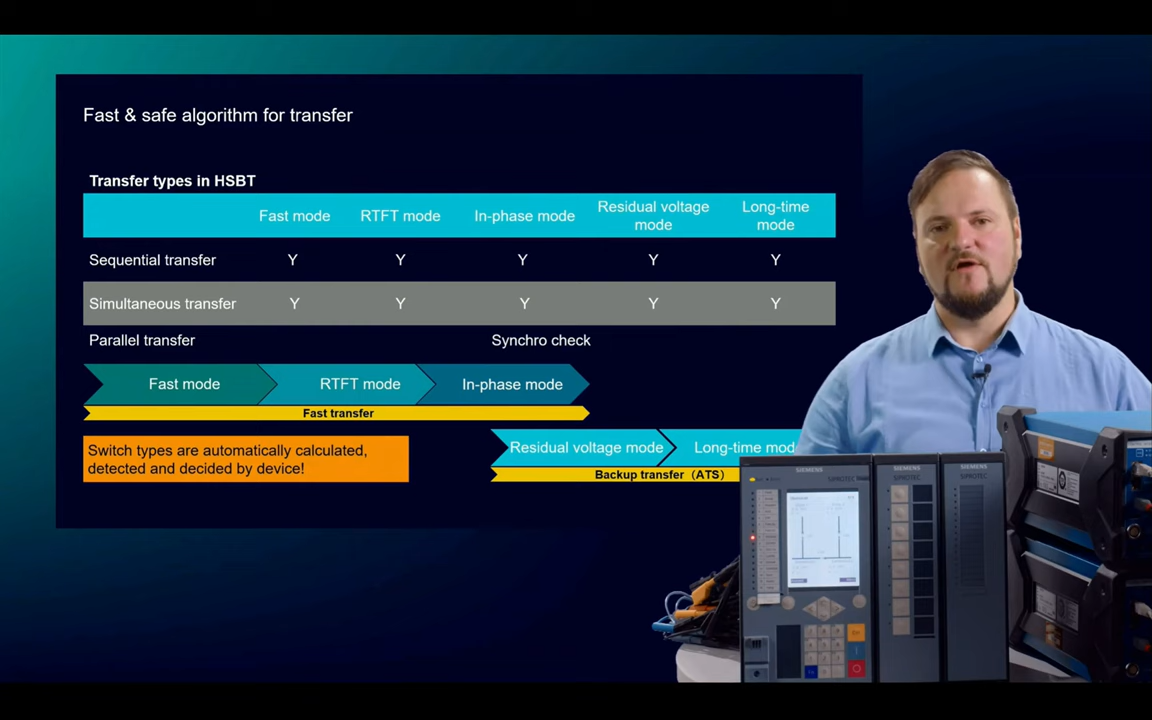 Fast & safe algorithm for transfer
Transfer types in HSBT
Fast mode RTFT mode In-phase mode Residual voltage mode Long-time mode
Sequential transfer Y Y Y Y Y
Simultaneous transfer Y Y Y Y Y
Parallel transfer Synchro check
Fast mode RTFT mode In-phase mode
Fast transfer
Switch types are automatically calculated,
detected and decided by device!
Residual voltage mode Long-time
Backup transfer（ATS）
SIEMENS
SIPROTEC
SIEMENS
SIPROTEC
SIEMENS
SIPROTEC